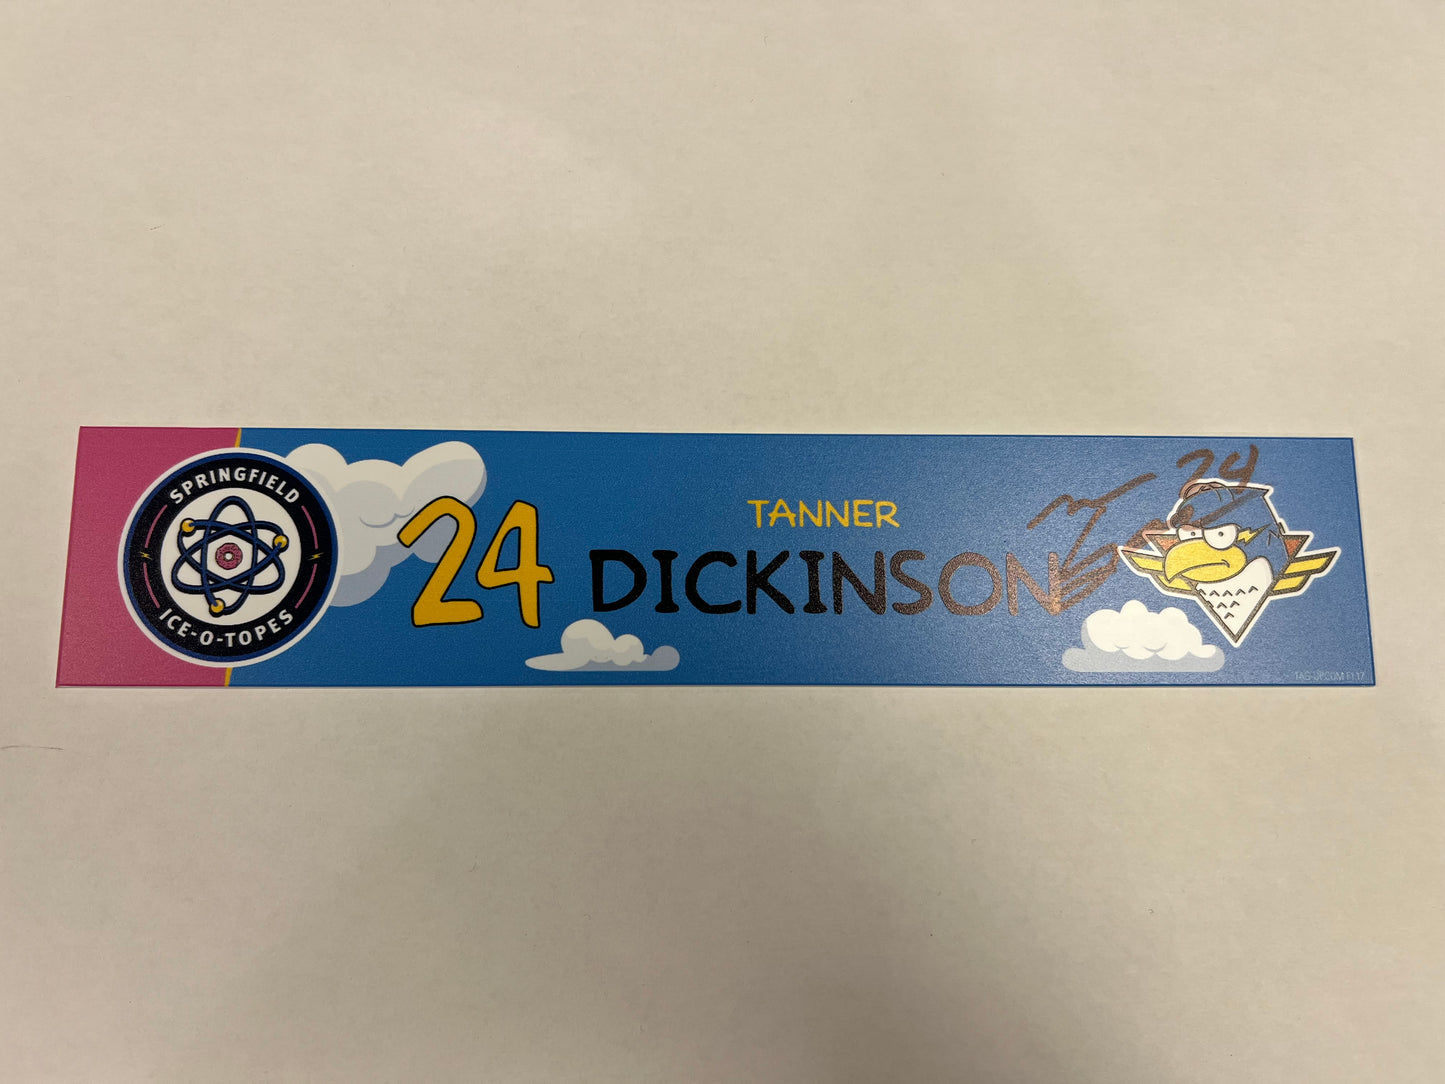 SPRINGFIELD
ICE-O-TOPES
24
TANNER
DICKINSON
24